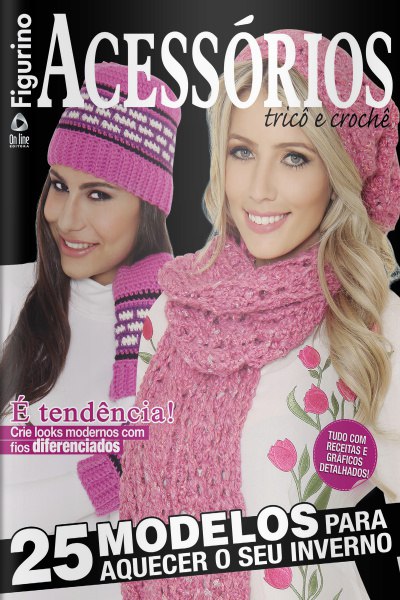 Figurino
ACESSÓRIOS
tricô e crochê
On line
EDITORA
É tendência!
Crie looks modernos com
fios diferenciados
TUDO COM
RECEITAS E
GRÁFICOS
DETALHADOS!
25 MODELOS PARA
AQUECER O SEU INVERNO